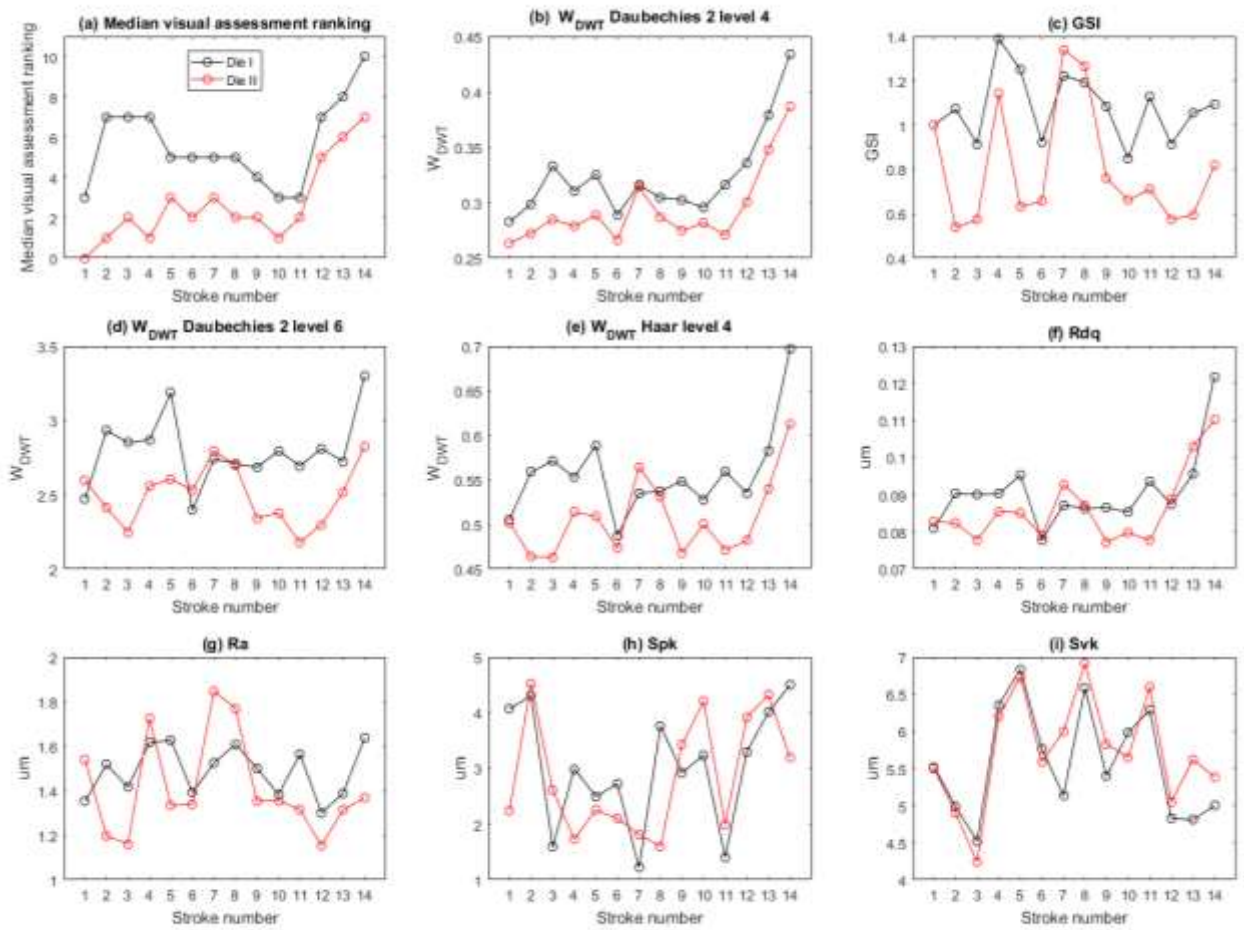 (a) Median visual assessment ranking
Median visual assessment ranking
10
8
6
4
2
0
Die I
Die II
1 2 3 4 5 6 7 8 9 10 11 12 13 14
Stroke number
(b) W_DWT Daubechies 2 level 4
W_DWT
0.45
0.4
0.35
0.3
0.25
1 2 3 4 5 6 7 8 9 10 11 12 13 14
Stroke number
(c) GSI
GSI
1.4
1.2
1
0.8
0.6
0.4
1 2 3 4 5 6 7 8 9 10 11 12 13 14
Stroke number
(d) W_DWT Daubechies 2 level 6
W_DWT
3.5
3
2.5
2
1 2 3 4 5 6 7 8 9 10 11 12 13 14
Stroke number
(e) W_DWT Haar level 4
W_DWT
0.7
0.65
0.6
0.55
0.5
0.45
1 2 3 4 5 6 7 8 9 10 11 12 13 14
Stroke number
(f) Rdq
um
0.13
0.12
0.11
0.1
0.09
0.08
0.07
1 2 3 4 5 6 7 8 9 10 11 12 13 14
Stroke number
(g) Ra
um
2
1.8
1.6
1.4
1.2
1
1 2 3 4 5 6 7 8 9 10 11 12 13 14
Stroke number
(h) Spk
um
5
4
3
2
1
1 2 3 4 5 6 7 8 9 10 11 12 13 14
Stroke number
(i) Svk
um
7
6.5
6
5.5
5
4.5
4
1 2 3 4 5 6 7 8 9 10 11 12 13 14
Stroke number